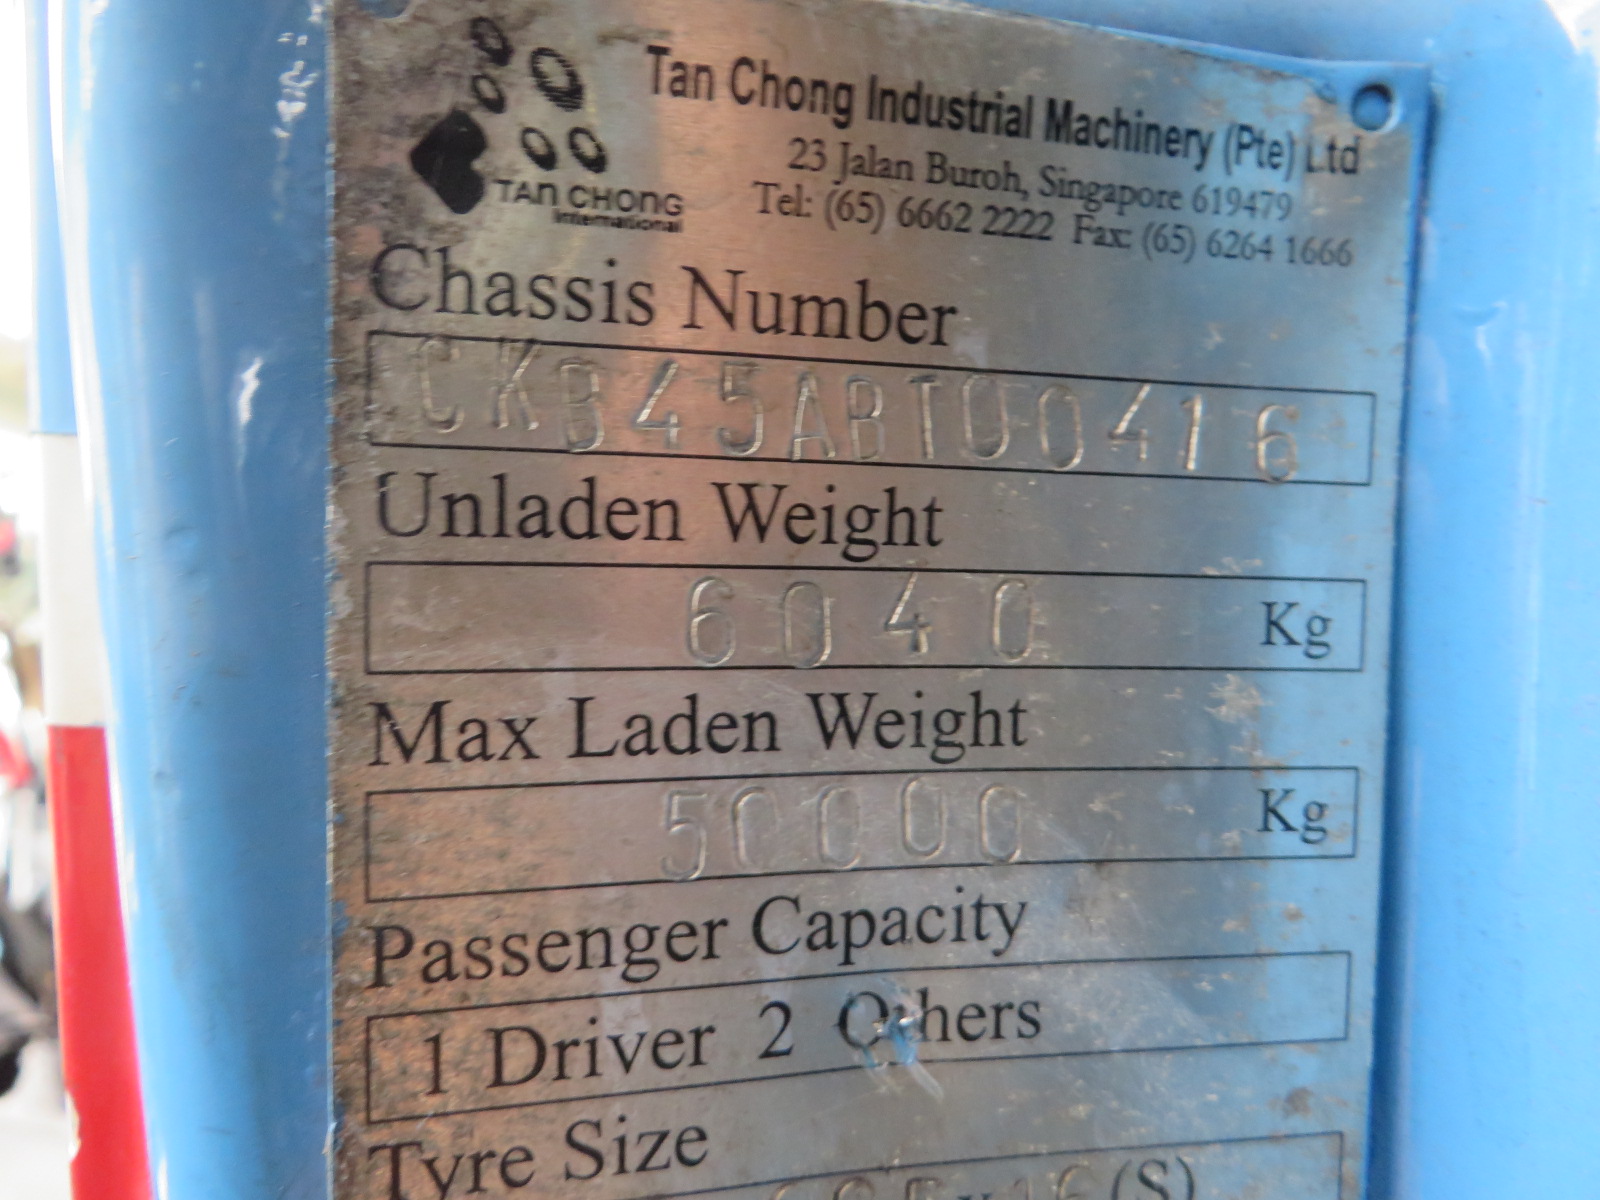 Tan Chong Industrial Machinery (Pte) Ltd
23 Jalan Buroh, Singapore 619479
Tel: (65) 6662 2222 Fax: (65) 6264 1666
TAN CHONG
International
Chassis Number
CKB45ABT00416
Unladen Weight
6040 Kg
Max Laden Weight
50000 Kg
Passenger Capacity
1 Driver 2 Others
Tyre Size
(S)